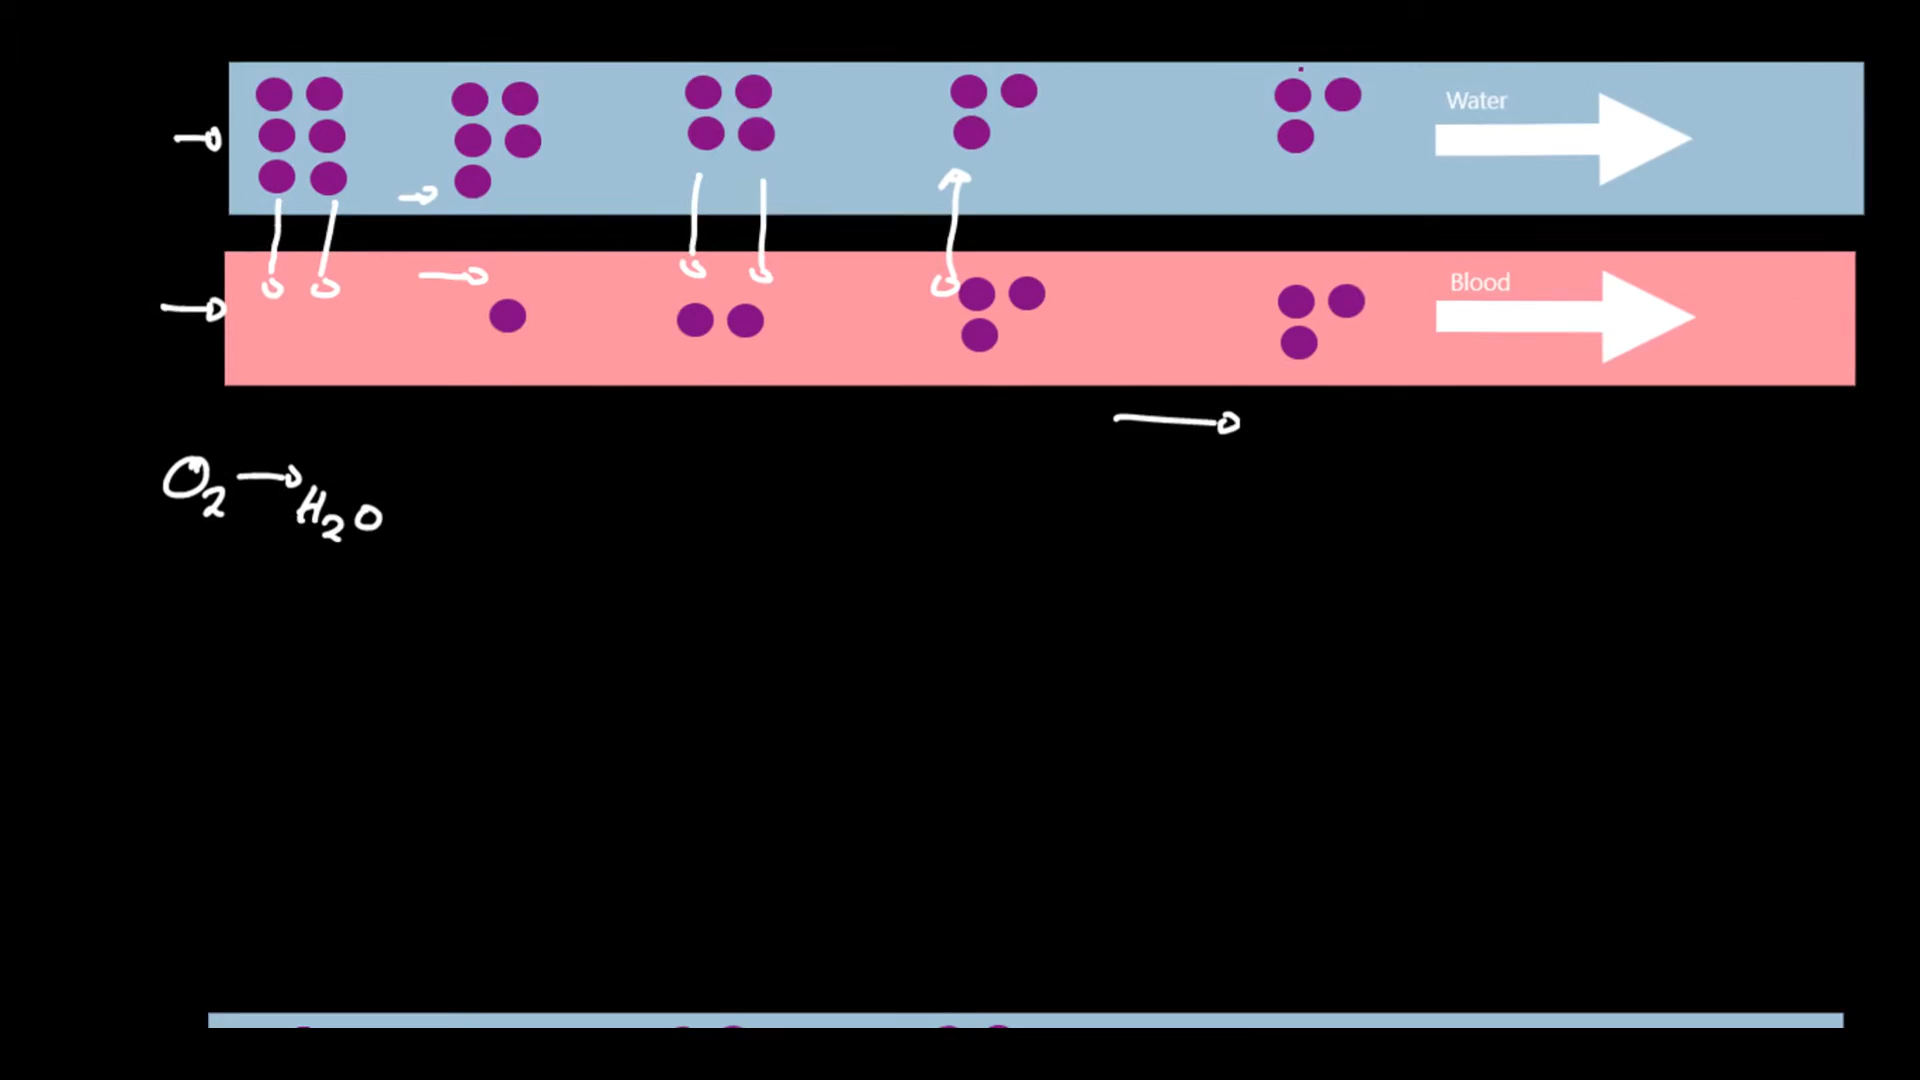 Water
Blood
O₂ → H₂O